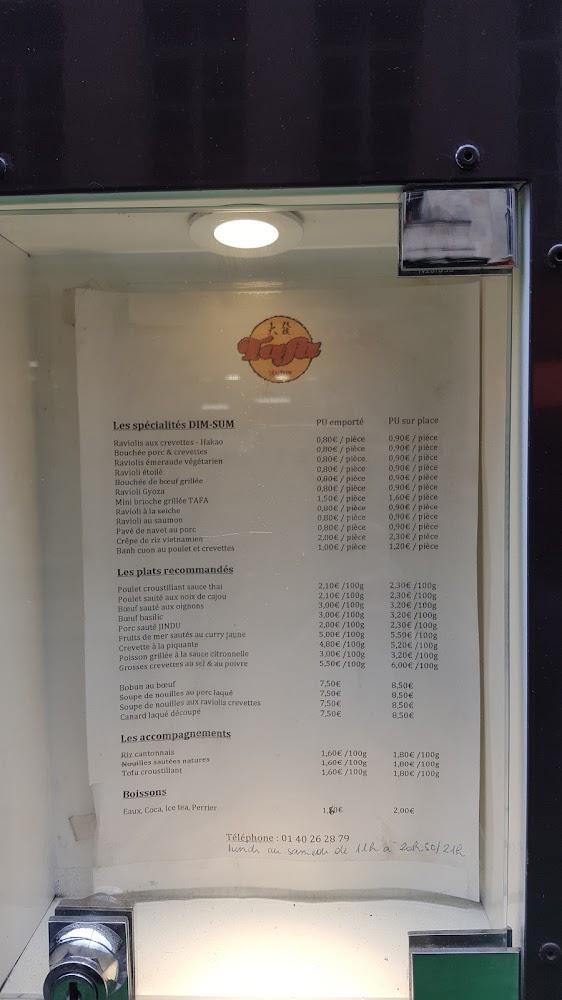 大發
Tafa
Les spécialités DIM-SUM PU emporté PU sur place
Raviolis aux crevettes - Hakao 0,80€ / pièce 0,90€ / pièce
Bouchée porc & crevettes 0,80€ / pièce 0,90€ / pièce
Raviolis émeraude végétarien 0,80€ / pièce 0,90€ / pièce
Ravioli étoilé 0,80€ / pièce 0,90€ / pièce
Bouchée de bœuf grillée 0,80€ / pièce 0,90€ / pièce
Ravioli Gyoza 0,80€ / pièce 0,90€ / pièce
Mini brioche grillée TAFA 1,50€ / pièce 1,60€ / pièce
Ravioli à la seiche 0,80€ / pièce 0,90€ / pièce
Ravioli au saumon 0,80€ / pièce 0,90€ / pièce
Pavé de navet au porc 0,80€ / pièce 0,90€ / pièce
Crêpe de riz vietnamien 2,00€ / pièce 2,30€ / pièce
Banh cuon au poulet et crevettes 1,00€ / pièce 1,20€ / pièce
Les plats recommandés
Poulet croustillant sauce thai 2,10€ /100g 2,30€ /100g
Poulet sauté aux noix de cajou 2,10€ /100g 2,30€ /100g
Bœuf sauté aux oignons 3,00€ /100g 3,20€ /100g
Bœuf basilic 3,00€ /100g 3,20€ /100g
Porc sauté JINDU 2,00€ /100g 2,30€ /100g
Fruits de mer sautés au curry jaune 5,00€ /100g 5,50€ /100g
Crevette à la piquante 4,80€ /100g 5,20€ /100g
Poisson grillée à la sauce citronnelle 3,00€ /100g 3,20€ /100g
Grosses crevettes au sel & au poivre 5,50€ /100g 6,00€ /100g
Bobun au bœuf 7,50€ 8,50€
Soupe de nouilles au porc laqué 7,50€ 8,50€
Soupe de nouilles aux raviolis crevettes 7,50€ 8,50€
Canard laqué découpé 7,50€ 8,50€
Les accompagnements
Riz cantonnais 1,60€ /100g 1,80€ /100g
Nouilles sautées natures 1,60€ /100g 1,80€ /100g
Tofu croustillant 1,60€ /100g 1,80€ /100g
Boissons
Eaux, Coca, Ice tea, Perrier 2,00€
Téléphone : 01 40 26 28 79
lundi au samedi de 11h à 20h30/21h